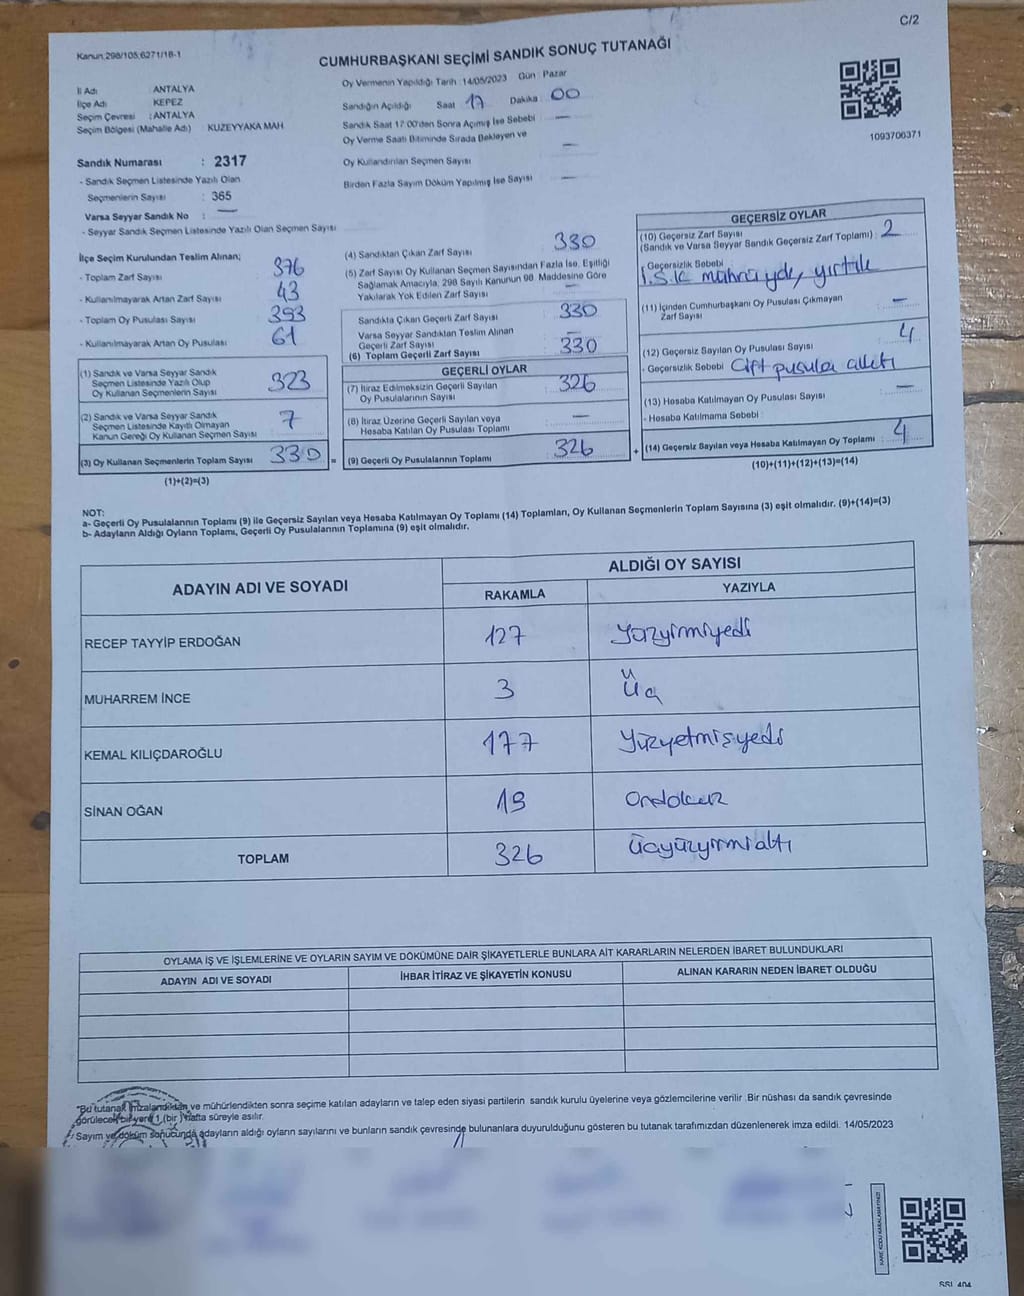 C/2
Kanun:298/105;6271/18-1
CUMHURBAŞKANI SEÇİMİ SANDIK SONUÇ TUTANAĞI
İl Adı ANTALYA
İlçe Adı KEPEZ
Seçim Çevresi : ANTALYA
Seçim Bölgesi (Mahalle Adı) KUZEYYAKA MAH
Oy Vermenin Yapıldığı Tarih :14/05/2023 Gün : Pazar
Sandığın Açıldığı Saat 17 Dakika 00
Sandık Saat 17:00'den Sonra Açımış İse Sebebi —
Oy Verme Saati Bitiminde Sırada Bekleyen ve
Oy Kullandırılan Seçmen Sayısı —
Birden Fazla Sayım Döküm Yapılmış İse Sayısı —
1093706371
Sandık Numarası : 2317
- Sandık Seçmen Listesinde Yazılı Olan
Seçmenlerin Sayısı : 365
Varsa Seyyar Sandık No : —
- Seyyar Sandık Seçmen Listesinde Yazılı Olan Seçmen Sayısı
İlçe Seçim Kurulundan Teslim Alınan;
- Toplam Zarf Sayısı 376
- Kullanılmayarak Artan Zarf Sayısı 43
- Toplam Oy Pusulası Sayısı 393
- Kullanılmayarak Artan Oy Pusulası 61
(1) Sandık ve Varsa Seyyar Sandık
Seçmen Listesinde Yazılı Olup
Oy Kullanan Seçmenlerin Sayısı 323
(2) Sandık ve Varsa Seyyar Sandık
Seçmen Listesinde Kayıtlı Olmayan
Kanun Gereği Oy Kullanan Seçmen Sayısı 7
(3) Oy Kullanan Seçmenlerin Toplam Sayısı 330 =
(1)+(2)=(3)
(4) Sandıktan Çıkan Zarf Sayısı 330
(5) Zarf Sayısı Oy Kullanan Seçmen Sayısından Fazla İse, Eşitliği
Sağlamak Amacıyla, 298 Sayılı Kanunun 98. Maddesine Göre
Yakılarak Yok Edilen Zarf Sayısı —
Sandıkta Çıkan Geçerli Zarf Sayısı 330
Varsa Seyyar Sandıktan Teslim Alınan
Geçerli Zarf Sayısı —
(6) Toplam Geçerli Zarf Sayısı 330
GEÇERLİ OYLAR
(7) İtiraz Edilmeksizin Geçerli Sayılan
Oy Pusulalarının Sayısı 326
(8) İtiraz Üzerine Geçerli Sayılan veya
Hesaba Katılan Oy Pusulası Toplamı —
(9) Geçerli Oy Pusulalarının Toplamı 326 +
GEÇERSİZ OYLAR
(10) Geçersiz Zarf Sayısı
(Sandık ve Varsa Seyyar Sandık Geçersiz Zarf Toplamı) : 2
- Geçersizlik Sebebi
İ.S.K mührü yok, yırtık
(11) İçinden Cumhurbaşkanı Oy Pusulası Çıkmayan
Zarf Sayısı —
(12) Geçersiz Sayılan Oy Pusulası Sayısı 4
- Geçersizlik Sebebi Çift pusula
(13) Hesaba Katılmayan Oy Pusulası Sayısı —
- Hesaba Katılmama Sebebi
(14) Geçersiz Sayılan veya Hesaba Katılmayan Oy Toplamı 4
(10)+(11)+(12)+(13)=(14)
NOT:
a- Geçerli Oy Pusulalarının Toplamı (9) ile Geçersiz Sayılan veya Hesaba Katılmayan Oy Toplamı (14) Toplamları, Oy Kullanan Seçmenlerin Toplam Sayısına (3) eşit olmalıdır. (9)+(14)=(3)
b- Adayların Aldığı Oyların Toplamı, Geçerli Oy Pusulalarının Toplamına (9) eşit olmalıdır.
ADAYIN ADI VE SOYADI ALDIĞI OY SAYISI
RAKAMLA YAZIYLA
RECEP TAYYİP ERDOĞAN 127 Yüzyirmiyedi
MUHARREM İNCE 3 Üç
KEMAL KILIÇDAROĞLU 177 Yüzyetmişyedi
SİNAN OĞAN 19 Ondokuz
TOPLAM 326 Üçyüzyirmialtı
OYLAMA İŞ VE İŞLEMLERİNE VE OYLARIN SAYIM VE DÖKÜMÜNE DAİR ŞİKAYETLERLE BUNLARA AİT KARARLARIN NELERDEN İBARET BULUNDUKLARI
ADAYIN ADI VE SOYADI İHBAR İTİRAZ VE ŞİKAYETİN KONUSU ALINAN KARARIN NEDEN İBARET OLDUĞU
*Bu tutanak imzalandıktan ve mühürlendikten sonra seçime katılan adayların ve talep eden siyasi partilerin sandık kurulu üyelerine veya gözlemcilerine verilir. Bir nüshası da sandık çevresinde
görülecek bir yere 1 (bir ) hafta süreyle asılır.
* Sayım ve döküm sonucunda adayların aldığı oyların sayılarını ve bunların sandık çevresinde bulunanlara duyurulduğunu gösteren bu tutanak tarafımızdan düzenlenerek imza edildi. 14/05/2023
KARE KODU KARALAMAYINIZ!
SSI 404